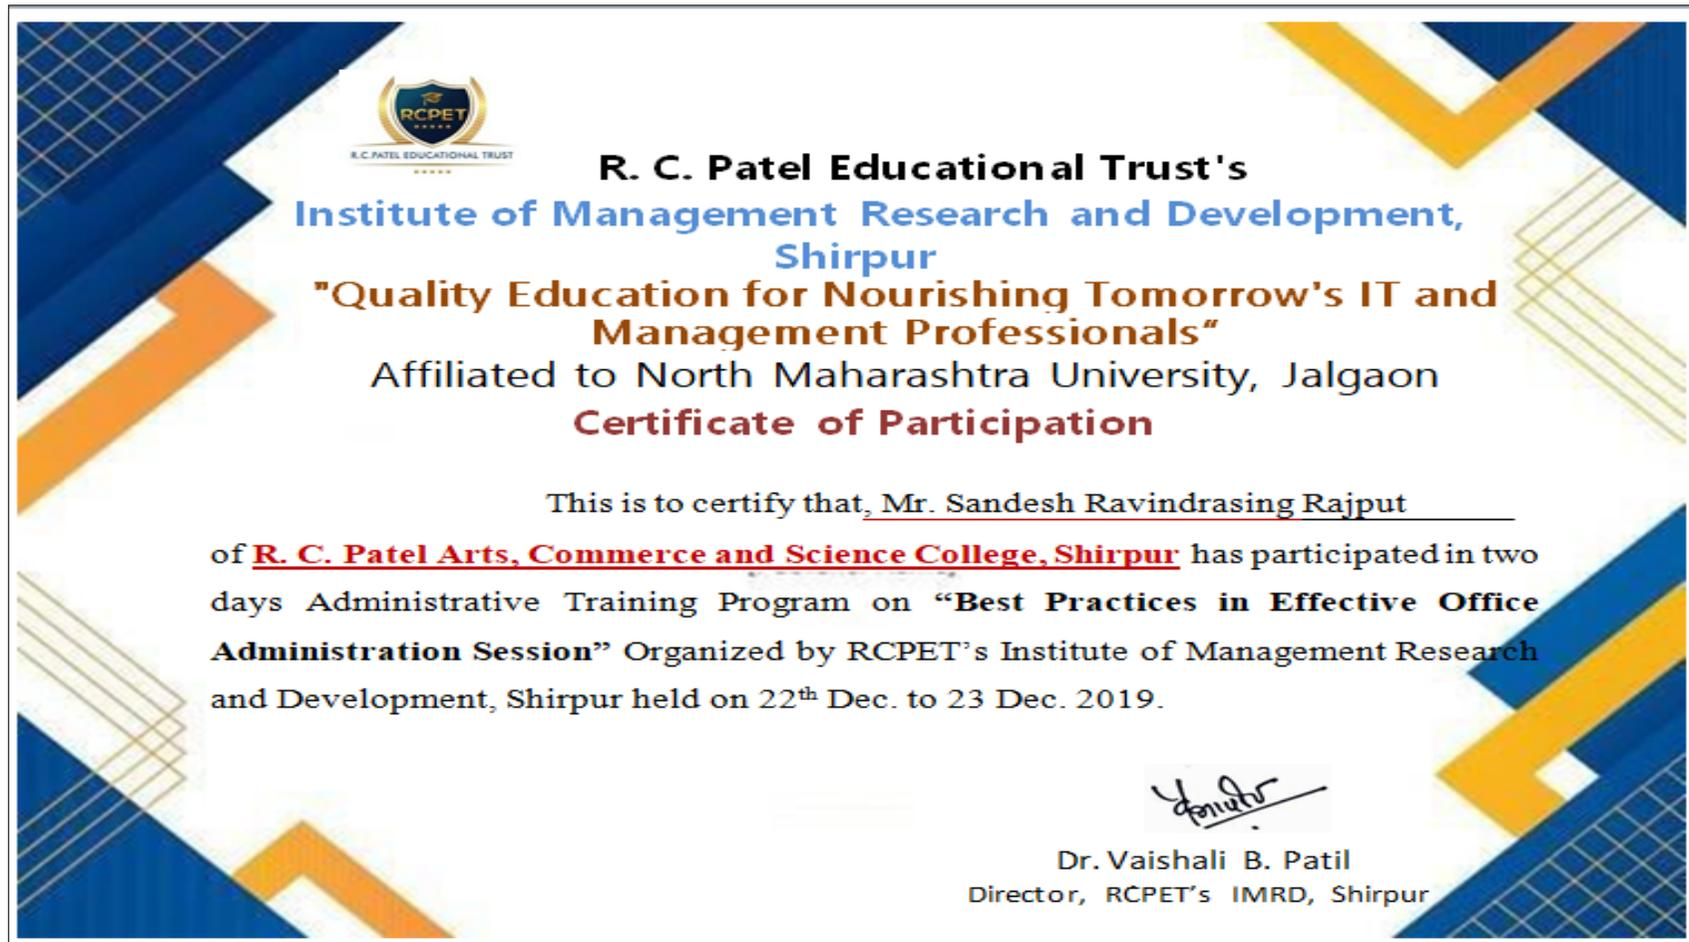 RCPET
R.C.PATEL EDUCATIONAL TRUST
R. C. Patel Educational Trust's
Institute of Management Research and Development,
Shirpur
"Quality Education for Nourishing Tomorrow's IT and
Management Professionals“
Affiliated to North Maharashtra University, Jalgaon
Certificate of Participation
This is to certify that, Mr. Sandesh Ravindrasing Rajput
of R. C. Patel Arts, Commerce and Science College, Shirpur has participated in two
days Administrative Training Program on “Best Practices in Effective Office
Administration Session” Organized by RCPET’s Institute of Management Research
and Development, Shirpur held on 22th Dec. to 23 Dec. 2019.
Dr. Vaishali B. Patil
Director, RCPET’s IMRD, Shirpur